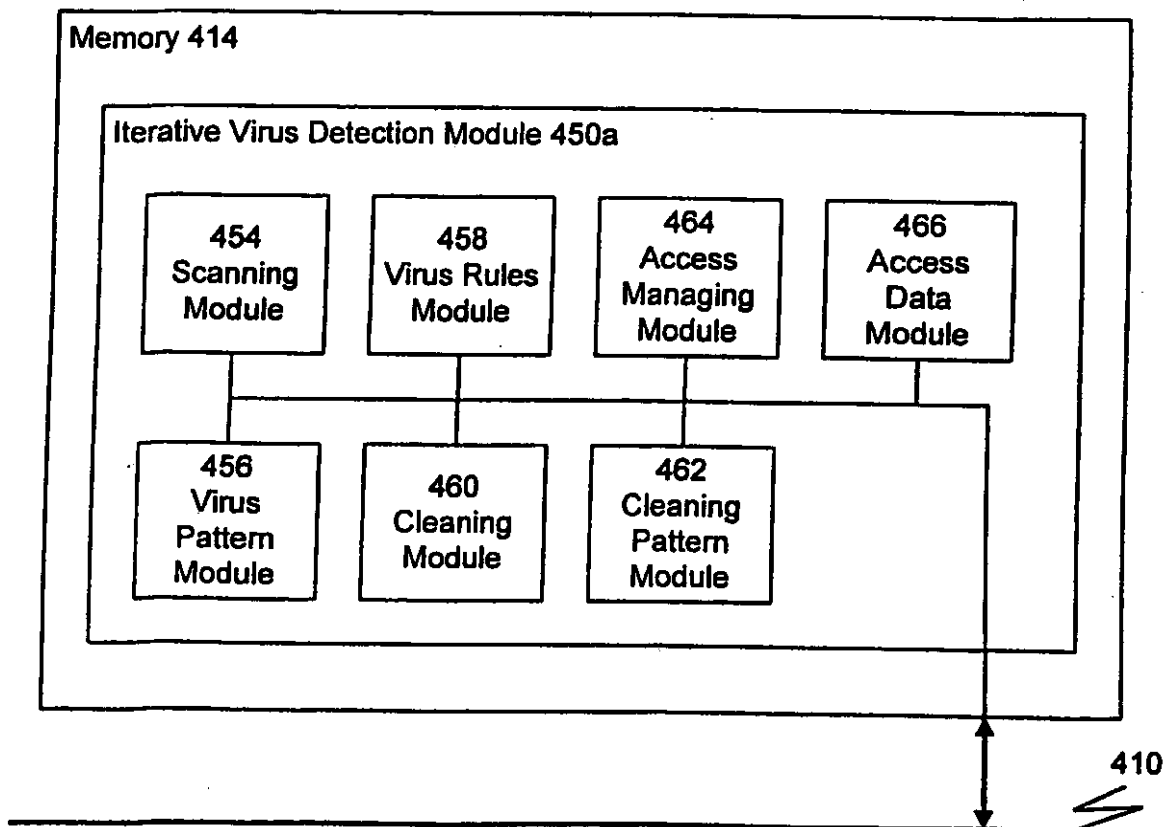 Memory 414
Iterative Virus Detection Module 450a
454
Scanning
Module
458
Virus Rules
Module
464
Access
Managing
Module
466
Access
Data
Module
456
Virus
Pattern
Module
460
Cleaning
Module
462
Cleaning
Pattern
Module
410